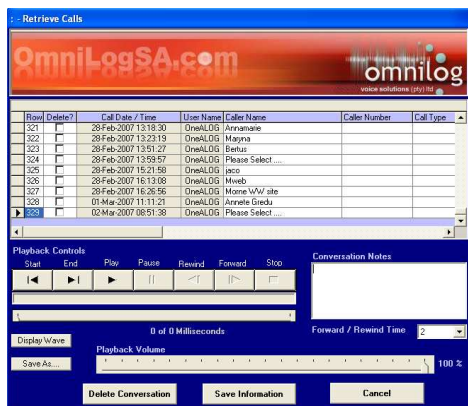 : - Retrieve Calls
OmniLogSA.com
omnilog
voice solutions (pty) ltd
Row Delete? Call Date / Time User Name Caller Name Caller Number Call Type
321 28-Feb-2007 13:18:30 OneALOG Annamarie
322 28-Feb-2007 13:23:19 OneALOG Maryna
323 28-Feb-2007 13:51:27 OneALOG Bertus
324 28-Feb-2007 13:59:57 OneALOG Please Select ....
325 28-Feb-2007 15:21:58 OneALOG jaco
326 28-Feb-2007 16:13:08 OneALOG Mweb
327 28-Feb-2007 16:26:56 OneALOG Morne WW site
328 01-Mar-2007 11:11:21 OneALOG Annete Gredu
329 02-Mar-2007 08:51:38 OneALOG Please Select ....
Playback Controls
Start End Play Pause Rewind Forward Stop
Conversation Notes
0 of 0 Milliseconds
Forward / Rewind Time 2
Display Wave
Playback Volume
Save As....
100 %
Delete Conversation Save Information Cancel